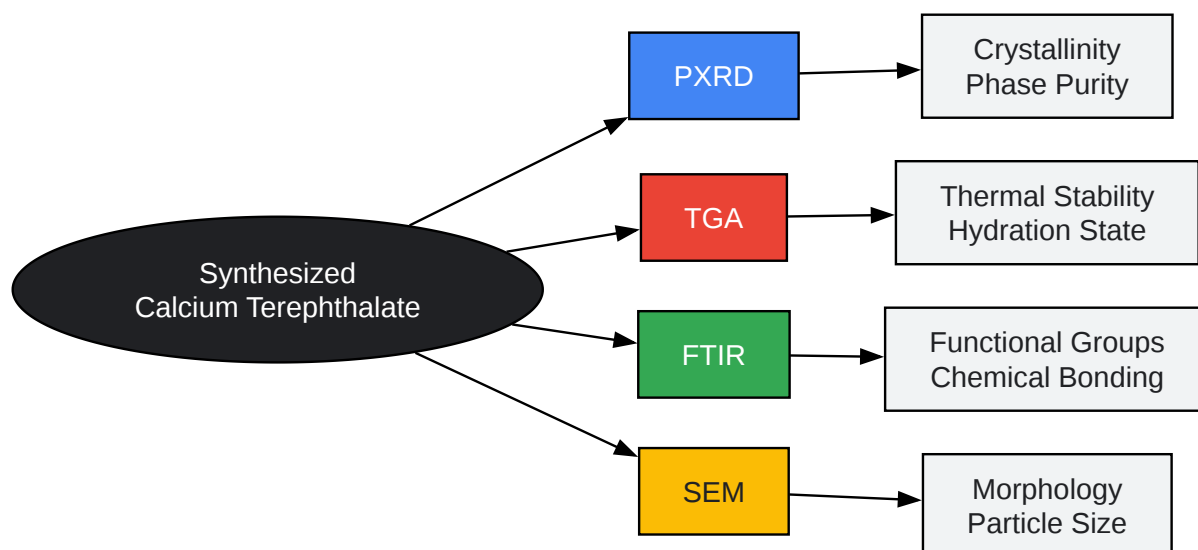 Synthesized
Calcium Terephthalate
PXRD
Crystallinity
Phase Purity
TGA
Thermal Stability
Hydration State
FTIR
Functional Groups
Chemical Bonding
SEM
Morphology
Particle Size